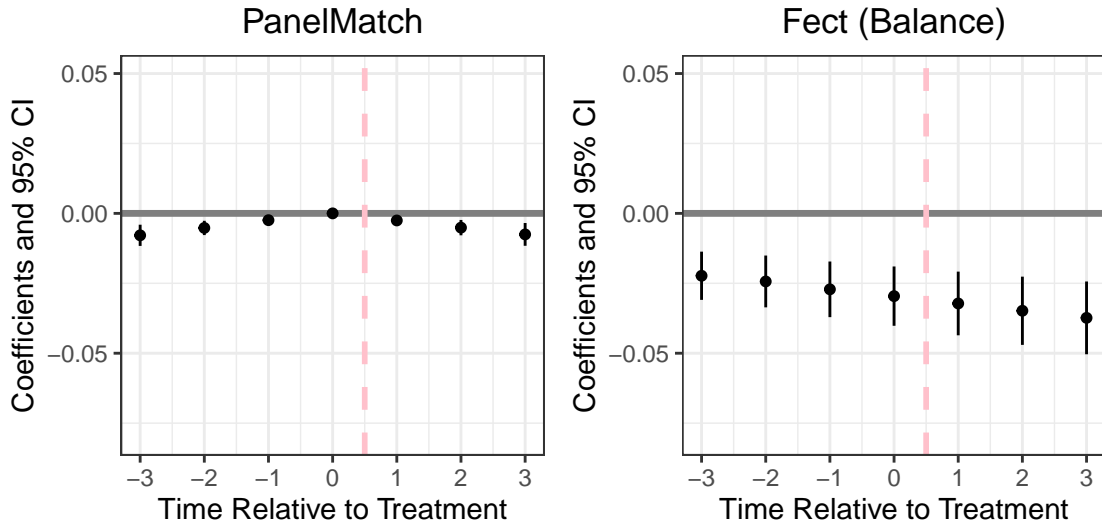 PanelMatch
Coefficients and 95% CI
0.05
0.00
−0.05
−3 −2 −1 0 1 2 3
Time Relative to Treatment
Fect (Balance)
Coefficients and 95% CI
0.05
0.00
−0.05
−3 −2 −1 0 1 2 3
Time Relative to Treatment